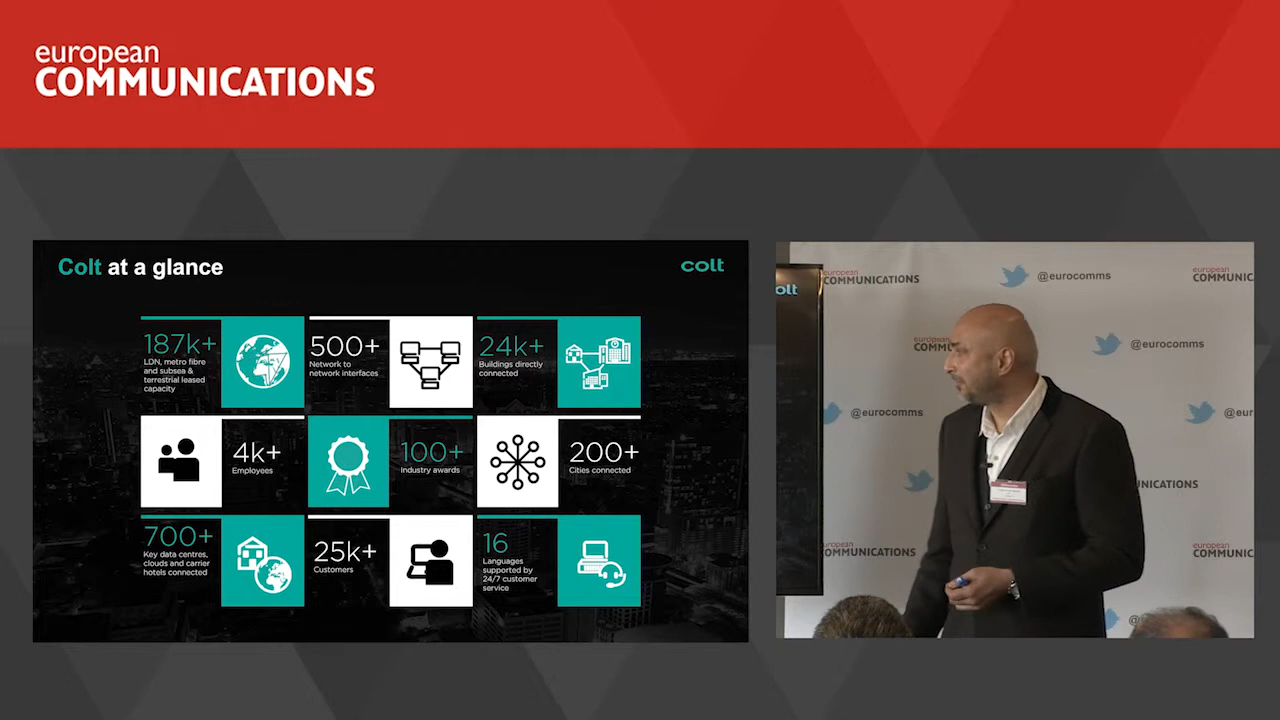 european
COMMUNICATIONS
Colt at a glance
colt
187k+
LDN, metro fibre
and subsea &
terrestrial leased
capacity
500+
Network to
network interfaces
24k+
Buildings directly
connected
4k+
Employees
100+
Industry awards
200+
Cities connected
700+
Key data centres,
clouds and carrier
hotels connected
25k+
Customers
16
Languages
supported by
24/7 customer
service
olt
european
COMMUNICATIONS
@eurocomms
european
COMMUNIC
european
COMM
@eurocomms
@eurocomms
@eur
UNICATIONS
european
COMMUNICATIONS
european
COMMUNIC
@